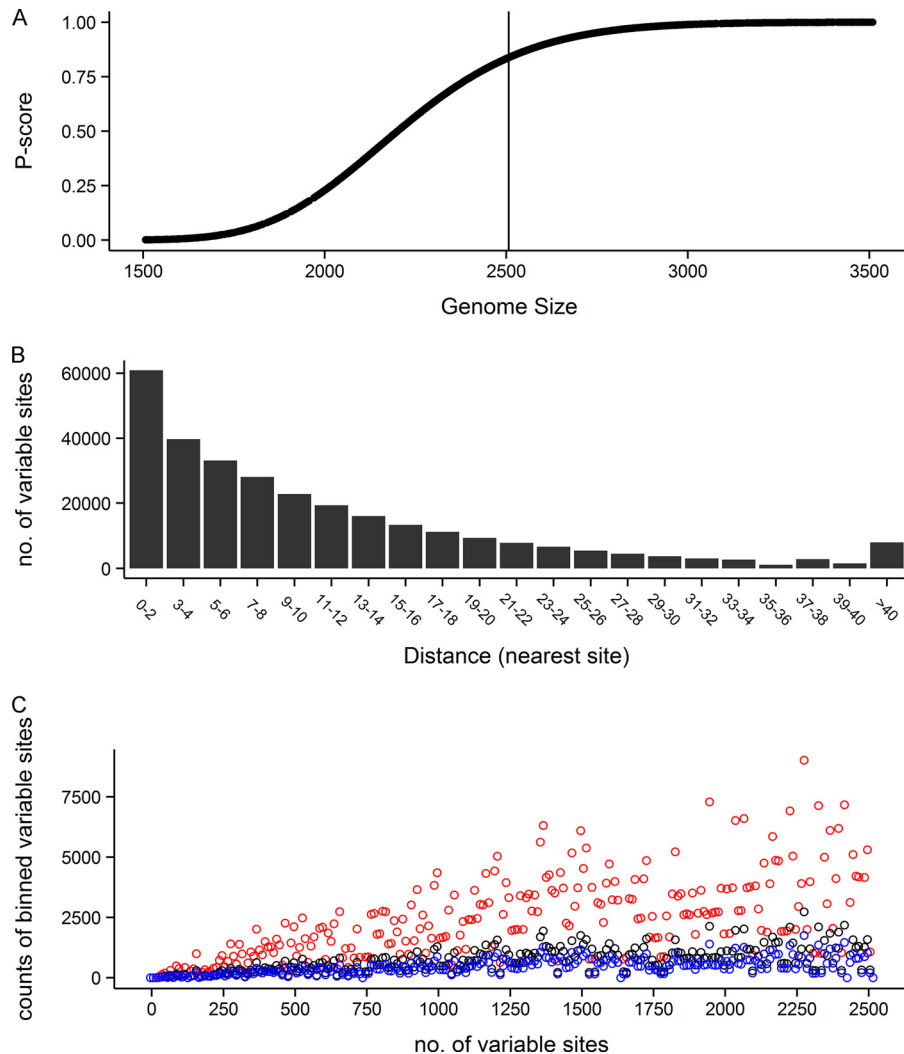 A
1.00
0.75
0.50
0.25
0.00
P-score
1500 2000 2500 3000 3500
Genome Size
B
60000
40000
20000
0
no. of variable sites
0-2 3-4 5-6 7-8 9-10 11-12 13-14 15-16 17-18 19-20 21-22 23-24 25-26 27-28 29-30 31-32 33-34 35-36 37-38 39-40 >40
Distance (nearest site)
C
7500
5000
2500
0
counts of binned variable sites
0 250 500 750 1000 1250 1500 1750 2000 2250 2500
no. of variable sites